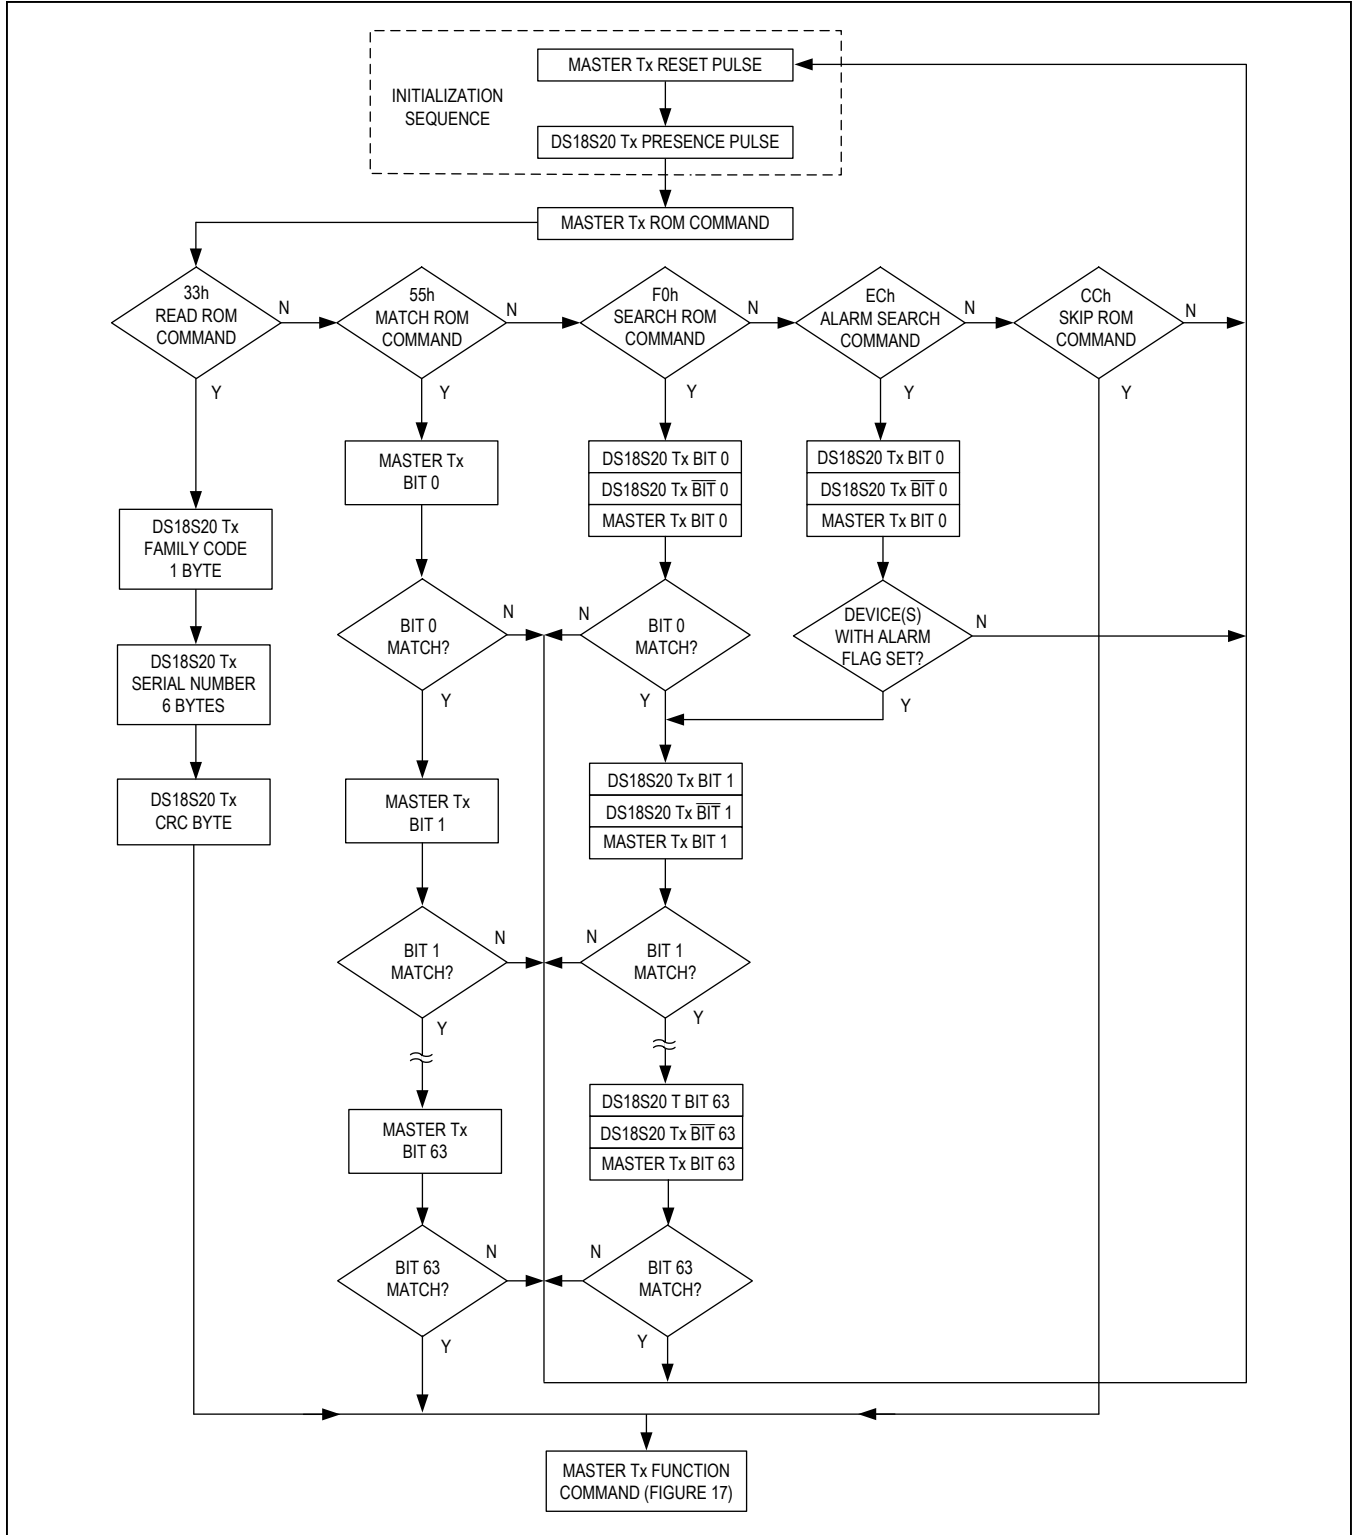 INITIALIZATION
SEQUENCE
MASTER Tx RESET PULSE
DS18S20 Tx PRESENCE PULSE
MASTER Tx ROM COMMAND
33h
READ ROM
COMMAND
N
Y
55h
MATCH ROM
COMMAND
N
Y
F0h
SEARCH ROM
COMMAND
N
Y
ECh
ALARM SEARCH
COMMAND
N
Y
CCh
SKIP ROM
COMMAND
N
Y
DS18S20 Tx
FAMILY CODE
1 BYTE
DS18S20 Tx
SERIAL NUMBER
6 BYTES
DS18S20 Tx
CRC BYTE
MASTER Tx
BIT 0
BIT 0
MATCH?
N
Y
MASTER Tx
BIT 1
BIT 1
MATCH?
N
Y
MASTER Tx
BIT 63
BIT 63
MATCH?
N
Y
DS18S20 Tx BIT 0
DS18S20 Tx B̅I̅T̅ 0
MASTER Tx BIT 0
BIT 0
MATCH?
N
Y
DS18S20 Tx BIT 1
DS18S20 Tx B̅I̅T̅ 1
MASTER Tx BIT 1
BIT 1
MATCH?
N
Y
DS18S20 T BIT 63
DS18S20 Tx B̅I̅T̅ 63
MASTER Tx BIT 63
BIT 63
MATCH?
N
Y
DS18S20 Tx BIT 0
DS18S20 Tx B̅I̅T̅ 0
MASTER Tx BIT 0
DEVICE(S)
WITH ALARM
FLAG SET?
N
Y
MASTER Tx FUNCTION
COMMAND (FIGURE 17)